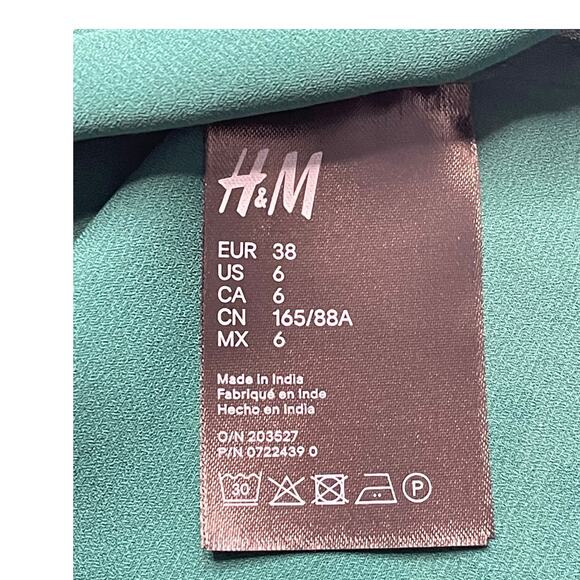 H&M
EUR 38
US 6
CA 6
CN 165/88A
MX 6
Made in India
Fabriqué en Inde
Hecho en India
O/N 203527
P/N 0722439 0
30
P